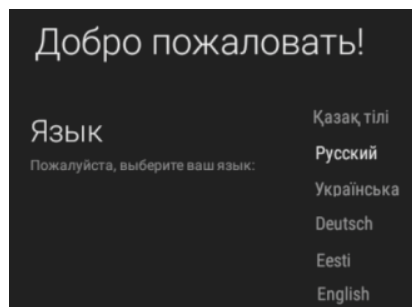 Добро пожаловать!
Язык
Пожалуйста, выберите ваш язык:
Қазақ тілі
Русский
Українська
Deutsch
Eesti
English